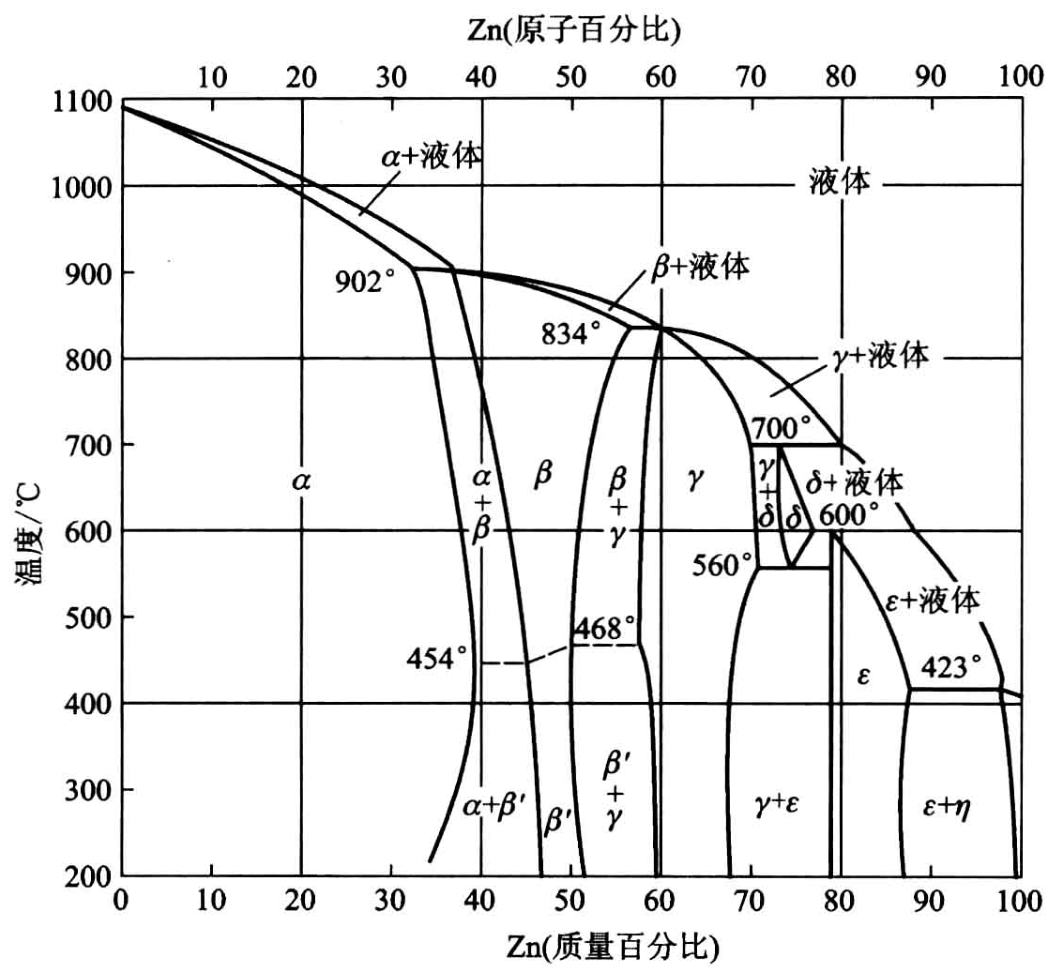 Zn(原子百分比)
10 20 30 40 50 60 70 80 90 100
1100
α+液体
液体
1000
β+液体
900
902°
834°
γ+液体
800
700°
700
α
α
+
β
β
β
+
γ
γ
γ
+
δ
δ
δ+液体
600°
600
560°
ε+液体
500
468°
454°
423°
ε
400
β′
+
γ
300
α+β′
β′
γ+ε
ε+η
200
温度/℃
0 10 20 30 40 50 60 70 80 90 100
Zn(质量百分比)